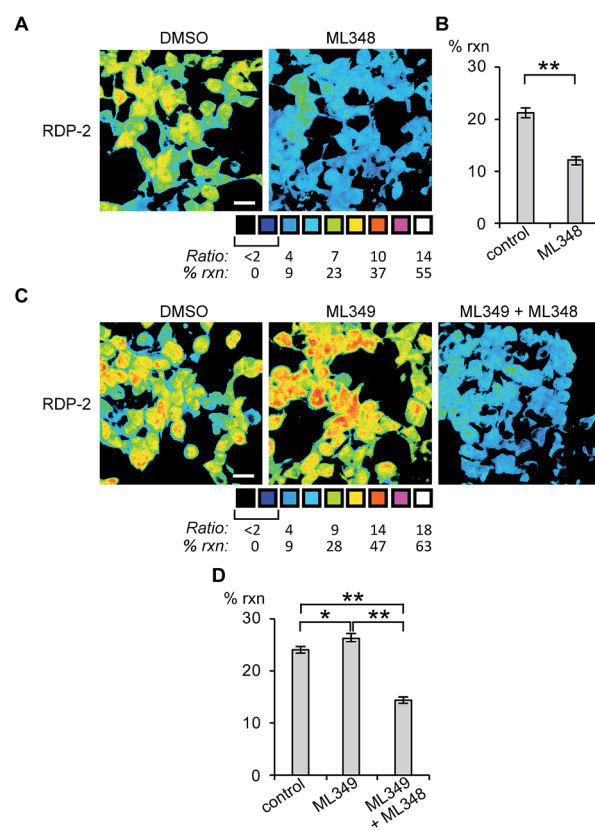 A
DMSO
ML348
RDP-2
Ratio: <2 4 7 10 14
% rxn: 0 9 23 37 55
B
% rxn
**
30
20
10
0
control
ML348
C
DMSO
ML349
ML349 + ML348
RDP-2
Ratio: <2 4 9 14 18
% rxn: 0 9 28 47 63
D
% rxn
**
* **
30
20
10
0
control
ML349
ML349
+ ML348